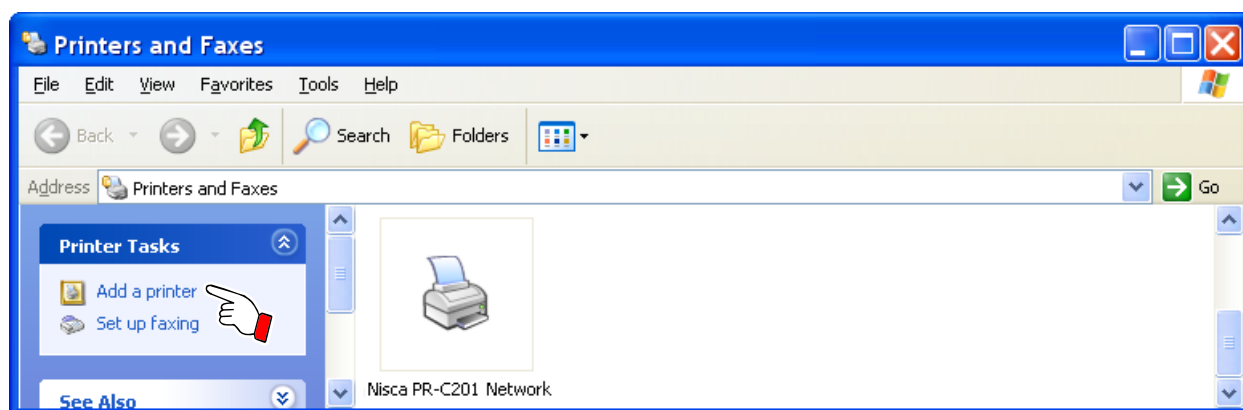 Printers and Faxes
File Edit View Favorites Tools Help
Back Search Folders
Address Printers and Faxes Go
Printer Tasks
Add a printer
Set up faxing
See Also
Nisca PR-C201 Network